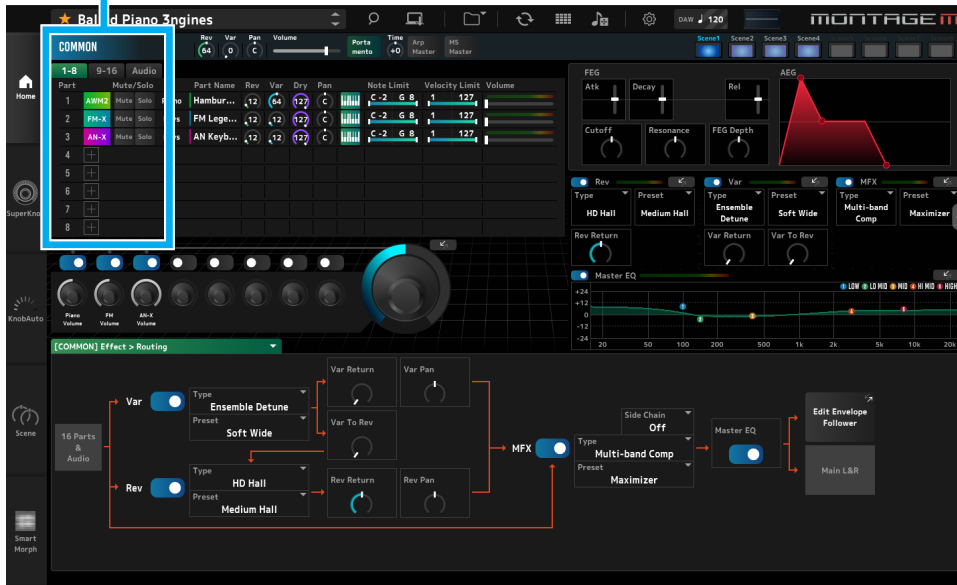 ★ Ballad Piano 3ngines
DAW ♩ 120
MONTAGE M
COMMON
Rev Var Pan Volume
64 0 C
Porta mento
Time +0
Arp Master
MS Master
Scene1 Scene2 Scene3 Scene4
1-8 9-16 Audio
Part Mute/Solo Part Name Rev Var Dry Pan Note Limit Velocity Limit Volume
1 AWM2 Mute Solo Hambur... 12 64 127 C C -2 G 8 1 127
2 FM-X Mute Solo FM Lege... 12 12 127 C C -2 G 8 1 127
3 AN-X Mute Solo AN Keyb... 12 12 127 C C -2 G 8 1 127
4 +
5 +
6 +
7 +
8 +
Home
SuperKno
KnobAuto
Scene
Smart Morph
FEG
Atk Decay Rel
Cutoff Resonance FEG Depth
AEG
Rev Var MFX
Type Preset Type Preset Type Preset
HD Hall Medium Hall Ensemble Detune Soft Wide Multi-band Comp Maximizer
Rev Return Var Return Var To Rev
Master EQ
1 LOW 2 LO MID 3 MID 4 HI MID 5 HIGH
+24
+12
0
-12
-24
20 50 100 200 500 1k 2k 5k 10k 20k
Piano Volume
FM Volume
AN-X Volume
[COMMON] Effect > Routing
16 Parts & Audio
Var
Type
Ensemble Detune
Preset
Soft Wide
Var Return
Var Pan
Var To Rev
Rev
Type
HD Hall
Preset
Medium Hall
Rev Return
Rev Pan
MFX
Side Chain
Off
Type
Multi-band Comp
Preset
Maximizer
Master EQ
Edit Envelope Follower
Main L&R